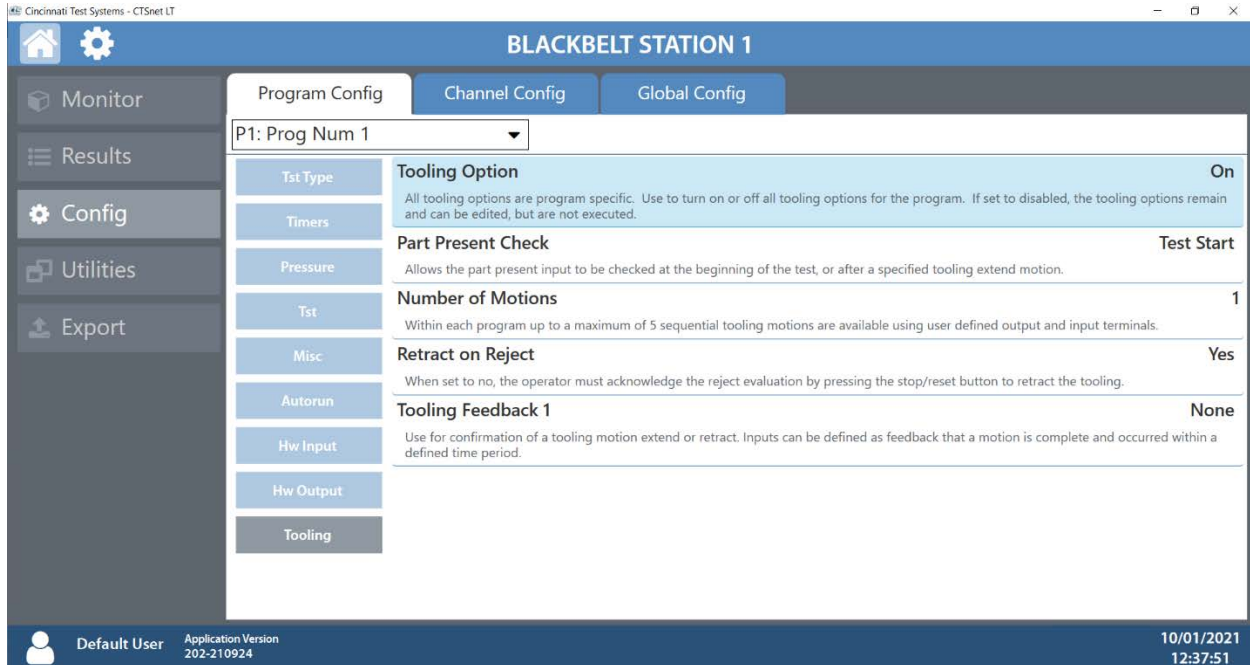 Cincinnati Test Systems - CTSnet LT
BLACKBELT STATION 1
Monitor
Results
Config
Utilities
Export
Program Config
Channel Config
Global Config
P1: Prog Num 1
Tst Type
Timers
Pressure
Tst
Misc
Autorun
Hw Input
Hw Output
Tooling
Tooling Option On
All tooling options are program specific. Use to turn on or off all tooling options for the program. If set to disabled, the tooling options remain
and can be edited, but are not executed.
Part Present Check Test Start
Allows the part present input to be checked at the beginning of the test, or after a specified tooling extend motion.
Number of Motions 1
Within each program up to a maximum of 5 sequential tooling motions are available using user defined output and input terminals.
Retract on Reject Yes
When set to no, the operator must acknowledge the reject evaluation by pressing the stop/reset button to retract the tooling.
Tooling Feedback 1 None
Use for confirmation of a tooling motion extend or retract. Inputs can be defined as feedback that a motion is complete and occurred within a
defined time period.
Default User
Application Version
202-210924
10/01/2021
12:37:51